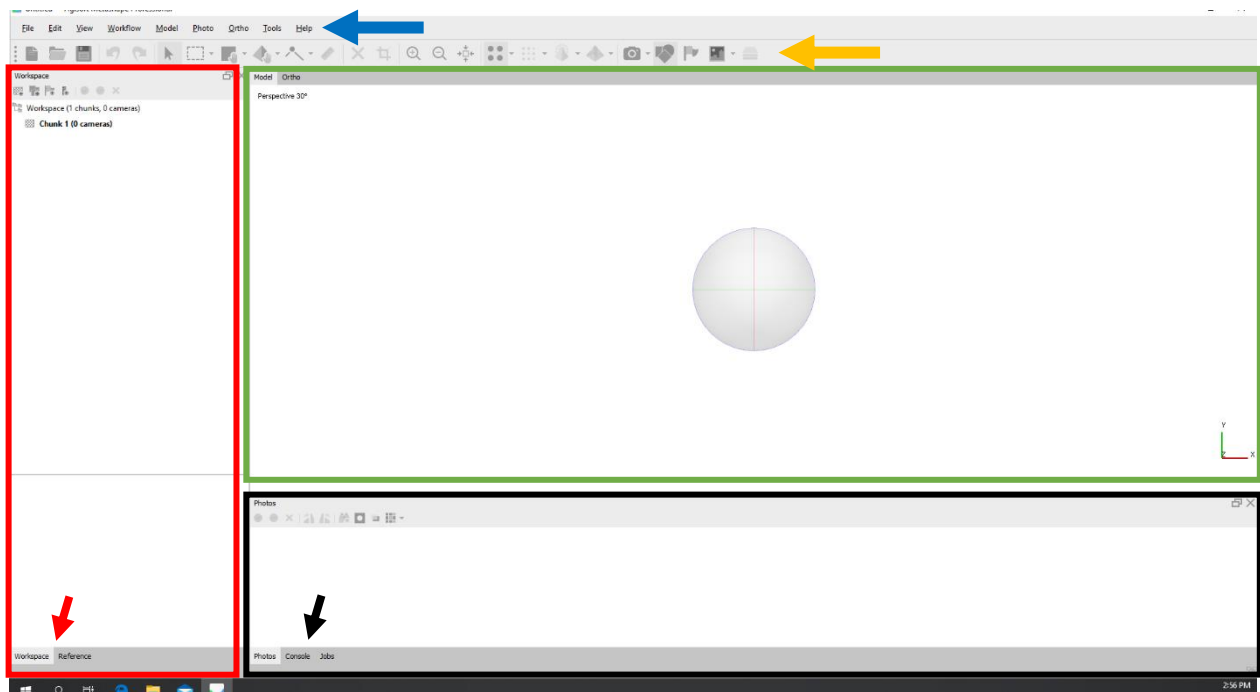 File Edit View Workflow Model Photo Ortho Tools Help
Workspace
Model Ortho
Perspective 30°
Workspace (1 chunks, 0 cameras)
Chunk 1 (0 cameras)
Y
Z X
Photos
Workspace Reference
Photos Console Jobs
2:56 PM